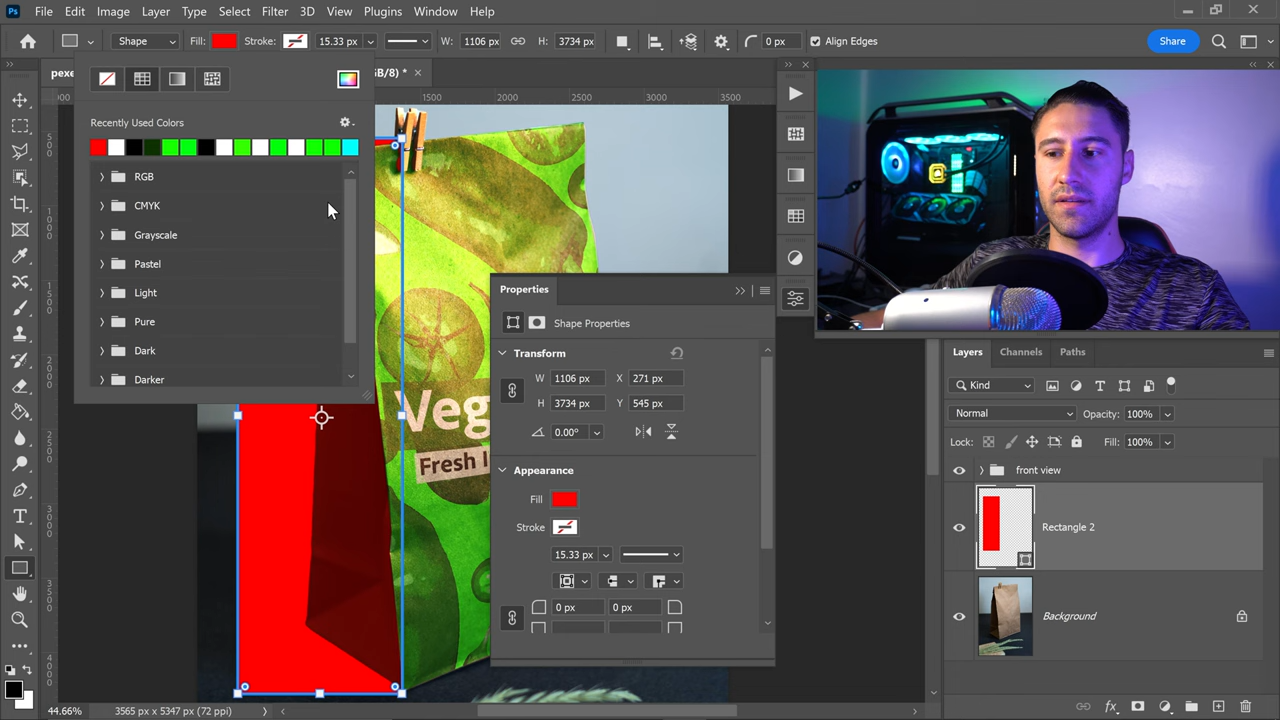 Ps File Edit Image Layer Type Select Filter 3D View Plugins Window Help
Shape Fill: Stroke: 15.33 px W: 1106 px H: 3734 px 0 px Align Edges Share
GB/8) *
1000 1500 2000 2500 3000 3500
Recently Used Colors
RGB
CMYK
Grayscale
Pastel
Light
Pure
Dark
Darker
Fresh
Properties
Shape Properties
Transform
W 1106 px X 271 px
H 3734 px Y 545 px
0.00°
Appearance
Fill
Stroke
15.33 px
0 px 0 px
Layers Channels Paths
Kind
Normal Opacity: 100%
Lock: Fill: 100%
front view
Rectangle 2
Background
44.66% 3565 px x 5347 px (72 ppi)